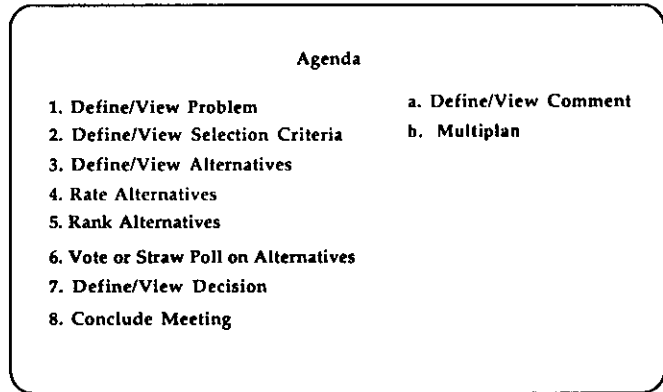 Agenda
1. Define/View Problem
2. Define/View Selection Criteria
3. Define/View Alternatives
4. Rate Alternatives
5. Rank Alternatives
6. Vote or Straw Poll on Alternatives
7. Define/View Decision
8. Conclude Meeting
a. Define/View Comment
b. Multiplan